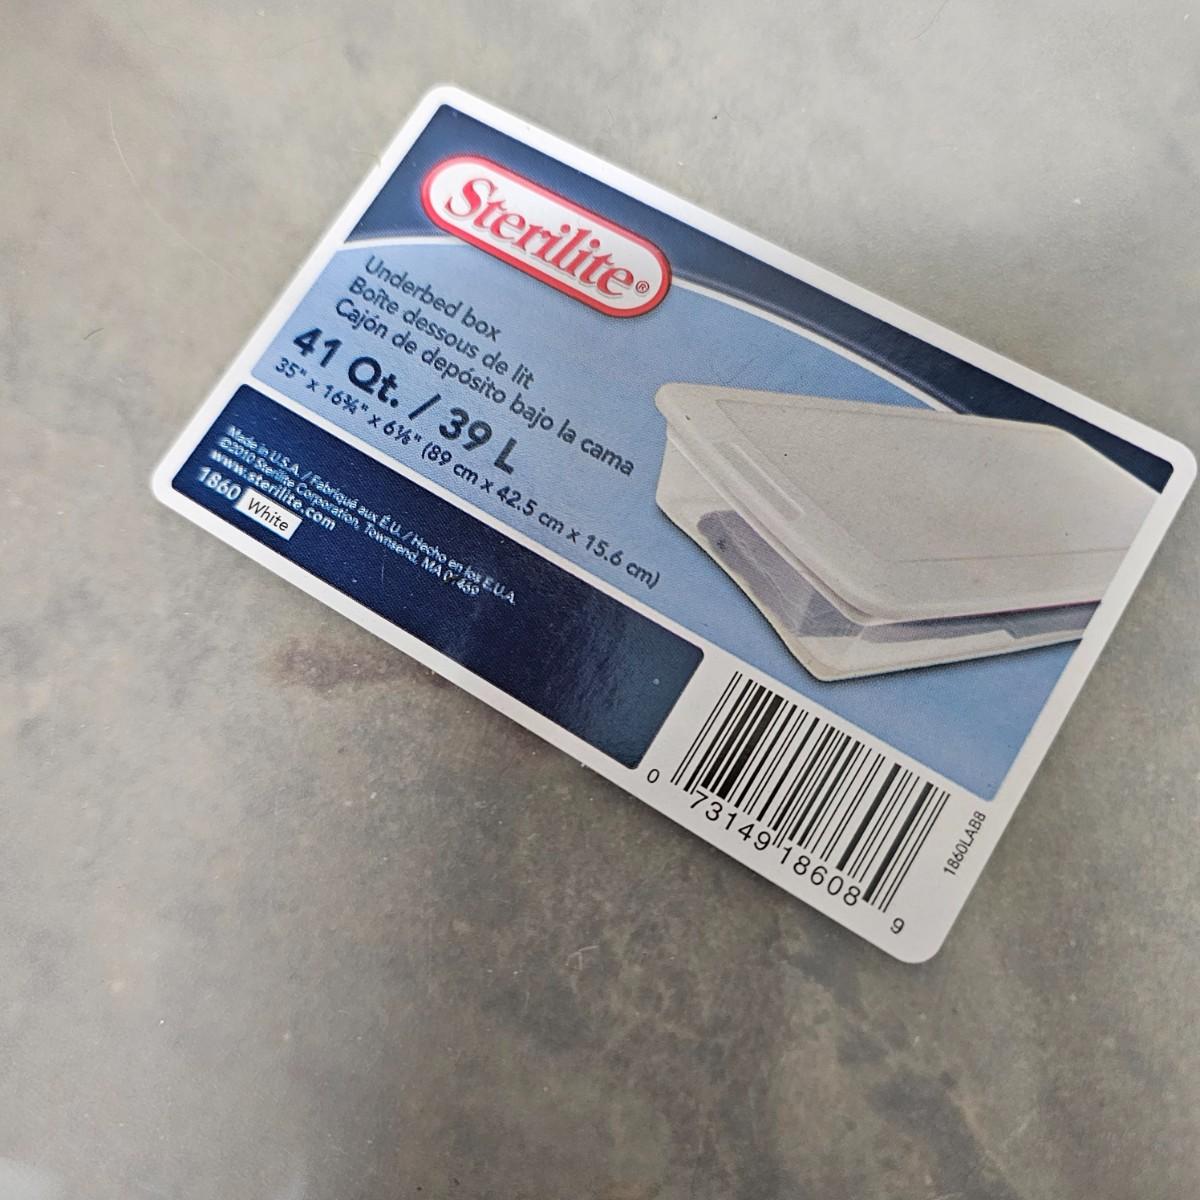 Sterilite®
Underbed box
Boîte dessous de lit
Cajón de depósito bajo la cama
41 Qt. / 39 L
35" x 16¾" x 6⅛" (89 cm x 42.5 cm x 15.6 cm)
Made in U.S.A. / Fabriqué aux É.U. / Hecho en los E.U.A.
©2010 Sterilite Corporation, Townsend, MA 01469
www.sterilite.com
1860 White
0 73149 18608 9
1860LAB8